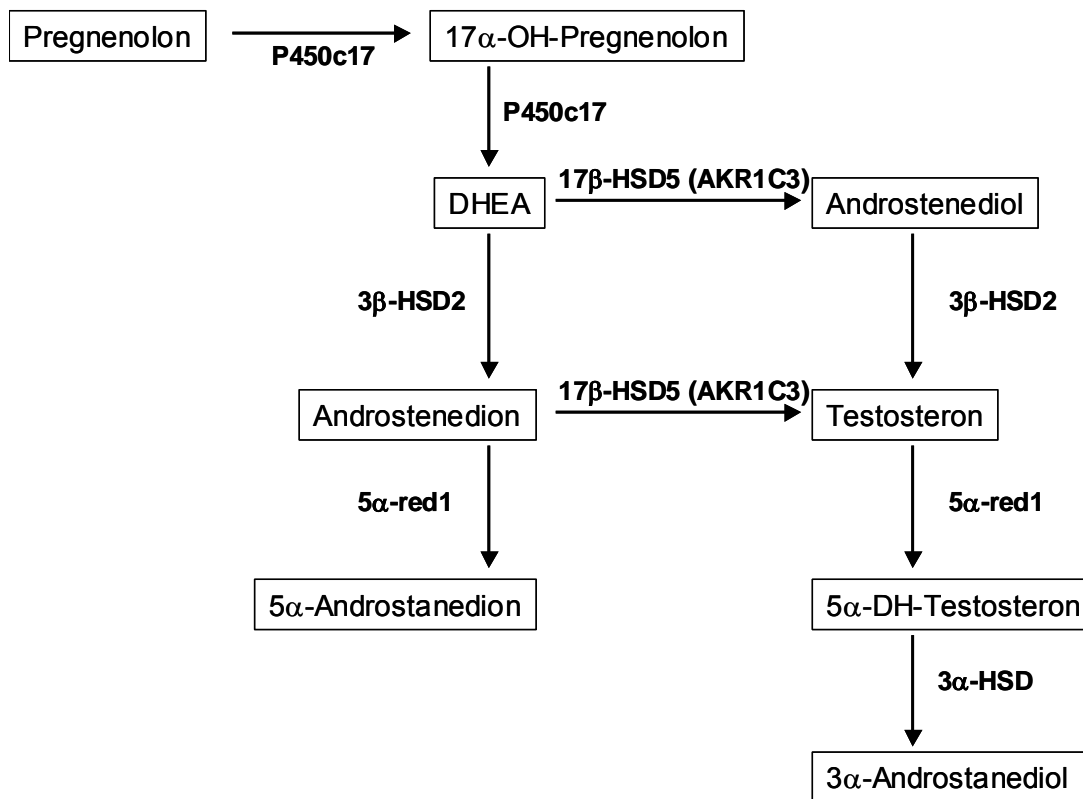 Pregnenolon
P450c17
17α-OH-Pregnenolon
P450c17
DHEA
17β-HSD5 (AKR1C3)
Androstenediol
3β-HSD2
3β-HSD2
Androstenedion
17β-HSD5 (AKR1C3)
Testosteron
5α-red1
5α-red1
5α-Androstanedion
5α-DH-Testosteron
3α-HSD
3α-Androstanediol